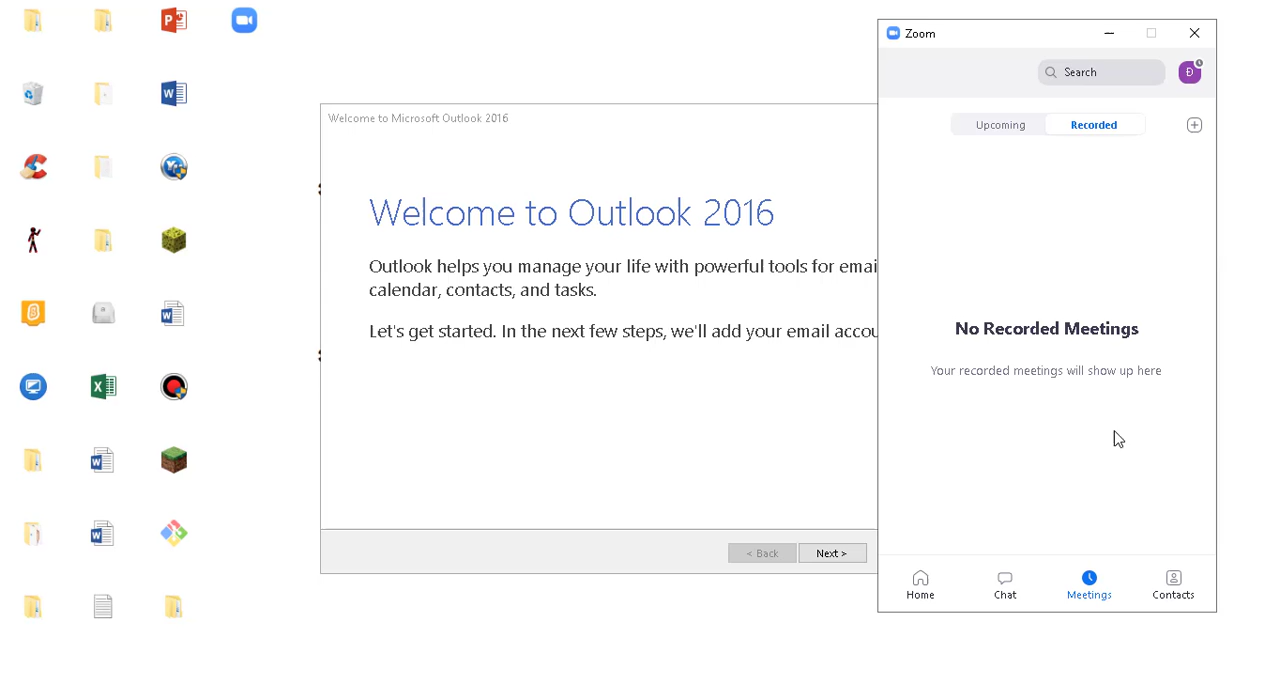 Welcome to Microsoft Outlook 2016
Welcome to Outlook 2016
Outlook helps you manage your life with powerful tools for emai
calendar, contacts, and tasks.
Let's get started. In the next few steps, we'll add your email accou
< Back
Next >
Zoom
Search
Đ
Upcoming
Recorded
No Recorded Meetings
Your recorded meetings will show up here
Home
Chat
Meetings
Contacts